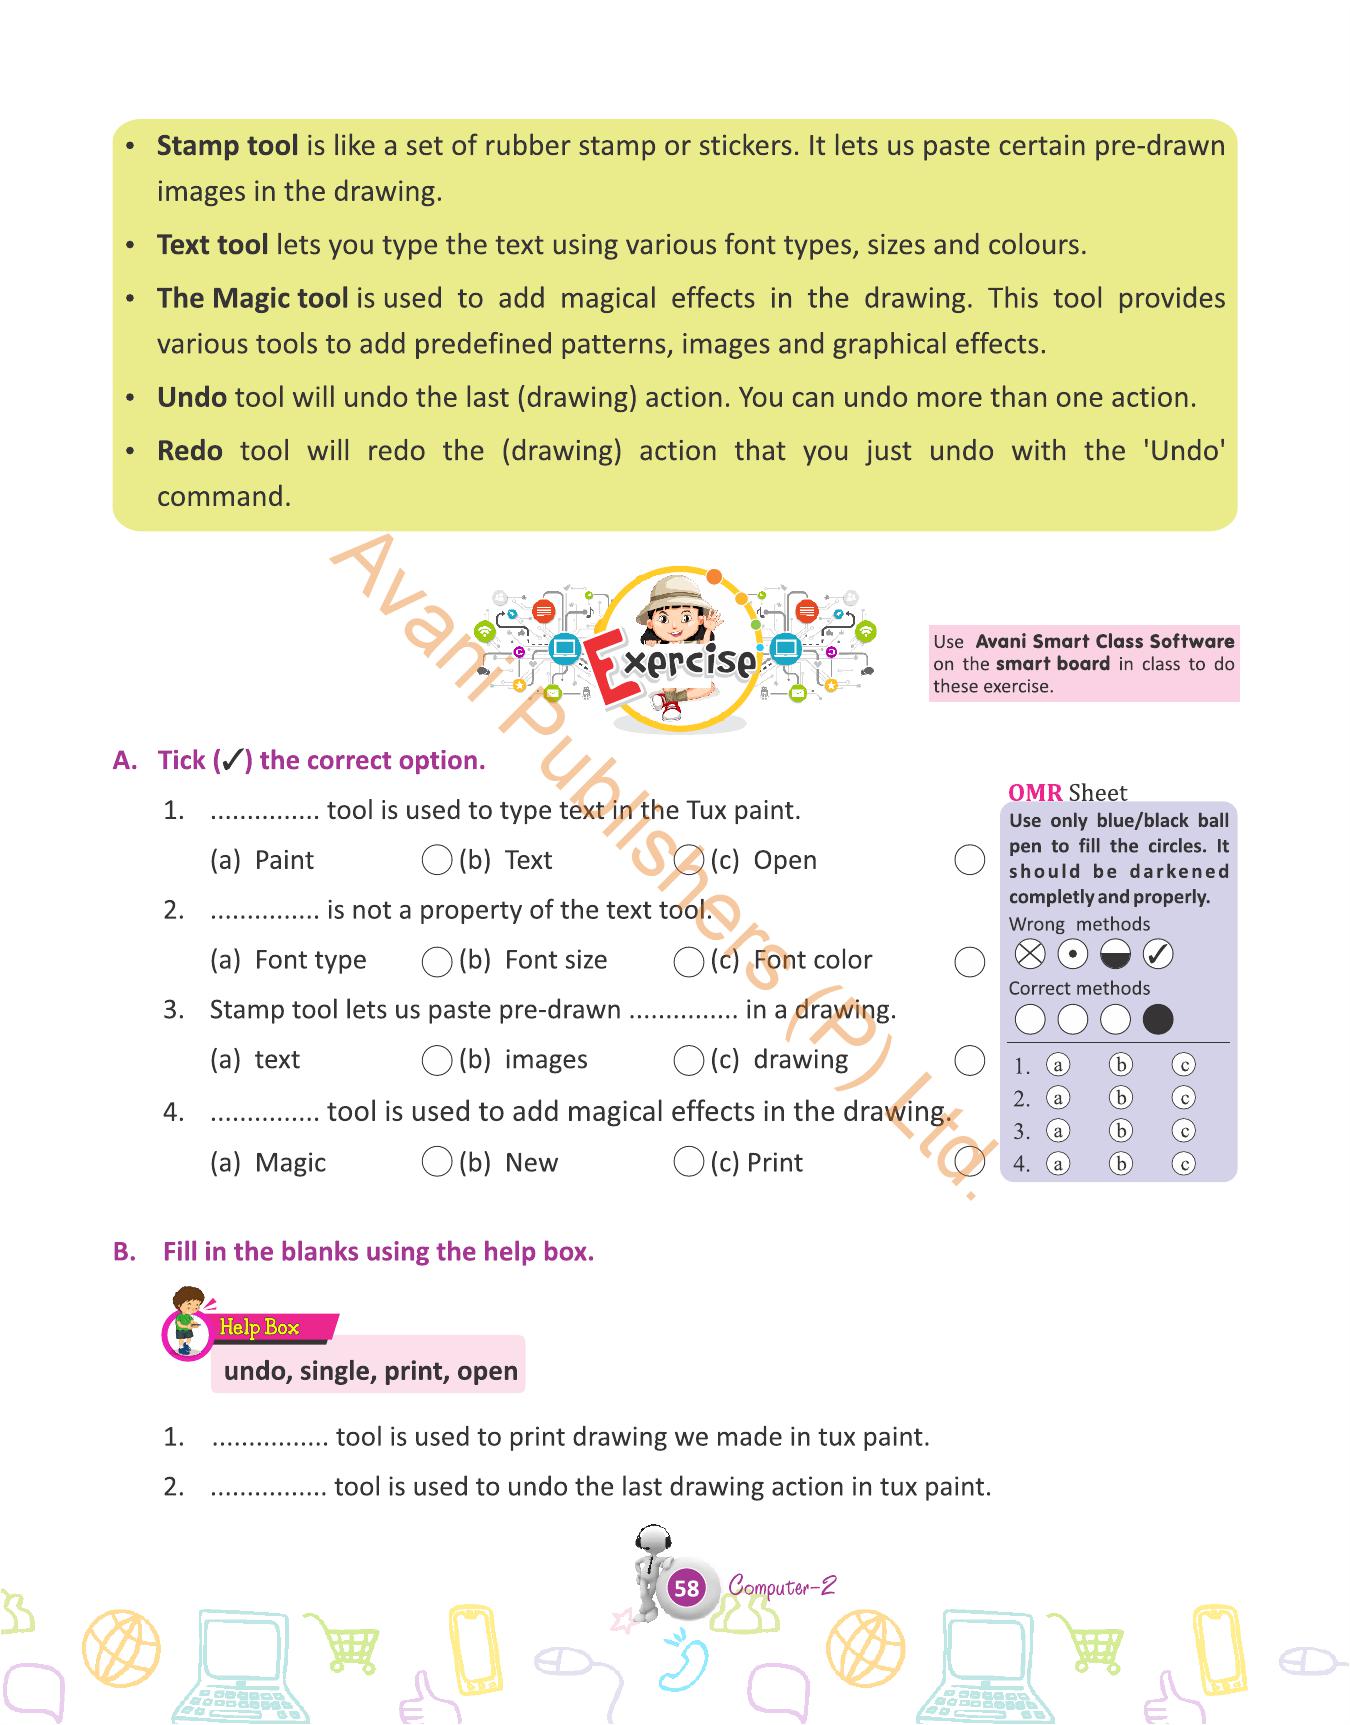 • Stamp tool is like a set of rubber stamp or stickers. It lets us paste certain pre-drawn
images in the drawing.
• Text tool lets you type the text using various font types, sizes and colours.
• The Magic tool is used to add magical effects in the drawing. This tool provides
various tools to add predefined patterns, images and graphical effects.
• Undo tool will undo the last (drawing) action. You can undo more than one action.
• Redo tool will redo the (drawing) action that you just undo with the 'Undo'
command.
Exercise
Use Avani Smart Class Software
on the smart board in class to do
these exercise.
A. Tick (✓) the correct option.
1. ............... tool is used to type text in the Tux paint.
(a) Paint (b) Text (c) Open
2. ............... is not a property of the text tool.
(a) Font type (b) Font size (c) Font color
3. Stamp tool lets us paste pre-drawn ............... in a drawing.
(a) text (b) images (c) drawing
4. ............... tool is used to add magical effects in the drawing.
(a) Magic (b) New (c) Print
OMR Sheet
Use only blue/black ball
pen to fill the circles. It
should be darkened
completly and properly.
Wrong methods
Correct methods
1. a b c
2. a b c
3. a b c
4. a b c
B. Fill in the blanks using the help box.
Help Box
undo, single, print, open
1. ................ tool is used to print drawing we made in tux paint.
2. ................ tool is used to undo the last drawing action in tux paint.
58 Computer-2
Avani Publishers (P) Ltd.